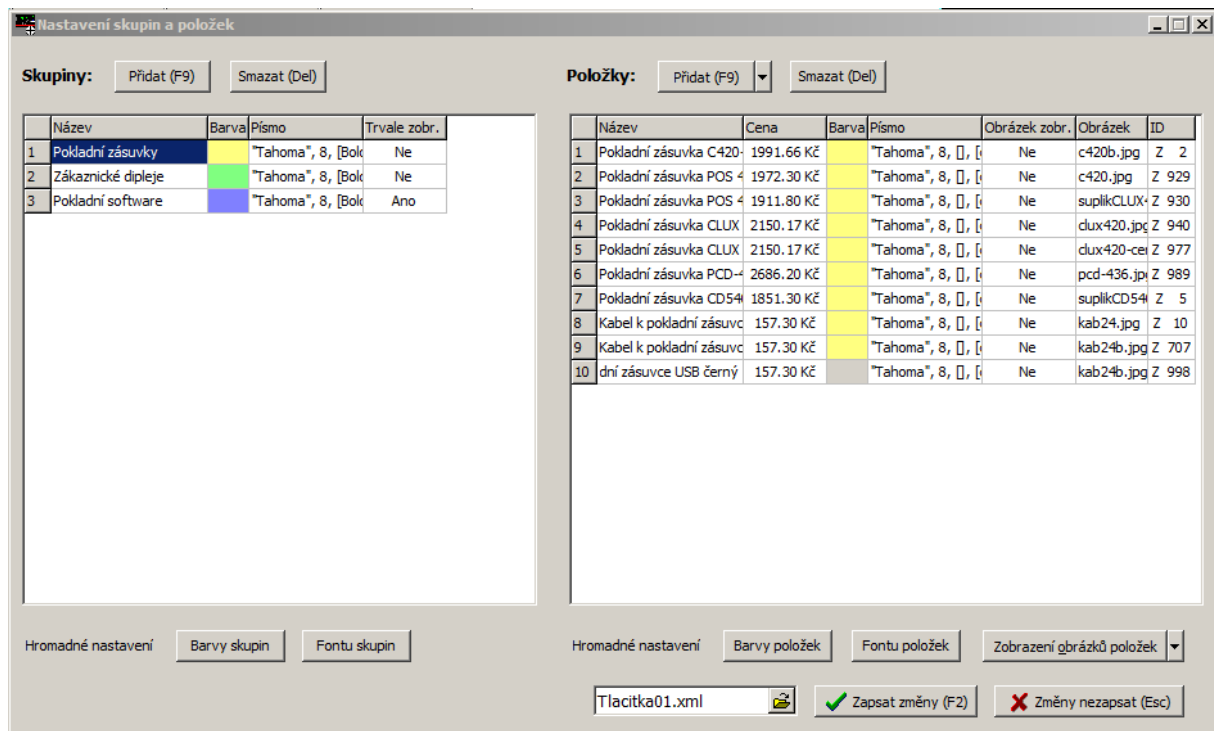 Nastavení skupin a položek
Skupiny: Přidat (F9) Smazat (Del)
Název Barva Písmo Trvale zobr.
1 Pokladní zásuvky "Tahoma", 8, [Bold Ne
2 Zákaznické dipleje "Tahoma", 8, [Bold Ne
3 Pokladní software "Tahoma", 8, [Bold Ano
Hromadné nastavení Barvy skupin Fontu skupin
Položky: Přidat (F9) Smazat (Del)
Název Cena Barva Písmo Obrázek zobr. Obrázek ID
1 Pokladní zásuvka C420- 1991.66 Kč "Tahoma", 8, [], [ Ne c420b.jpg Z 2
2 Pokladní zásuvka POS 4 1972.30 Kč "Tahoma", 8, [], [ Ne c420.jpg Z 929
3 Pokladní zásuvka POS 4 1911.80 Kč "Tahoma", 8, [], [ Ne suplikCLUX Z 930
4 Pokladní zásuvka CLUX 2150.17 Kč "Tahoma", 8, [], [ Ne clux420.jpg Z 940
5 Pokladní zásuvka CLUX 2150.17 Kč "Tahoma", 8, [], [ Ne clux420-cer Z 977
6 Pokladní zásuvka PCD-4 2686.20 Kč "Tahoma", 8, [], [ Ne pcd-436.jp Z 989
7 Pokladní zásuvka CD540 1851.30 Kč "Tahoma", 8, [], [ Ne suplikCD540 Z 5
8 Kabel k pokladní zásuvc 157.30 Kč "Tahoma", 8, [], [ Ne kab24.jpg Z 10
9 Kabel k pokladní zásuvc 157.30 Kč "Tahoma", 8, [], [ Ne kab24b.jpg Z 707
10 dní zásuvce USB černý 157.30 Kč "Tahoma", 8, [], [ Ne kab24b.jpg Z 998
Hromadné nastavení Barvy položek Fontu položek Zobrazení obrázků položek
Tlacitka01.xml Zapsat změny (F2) Změny nezapsat (Esc)